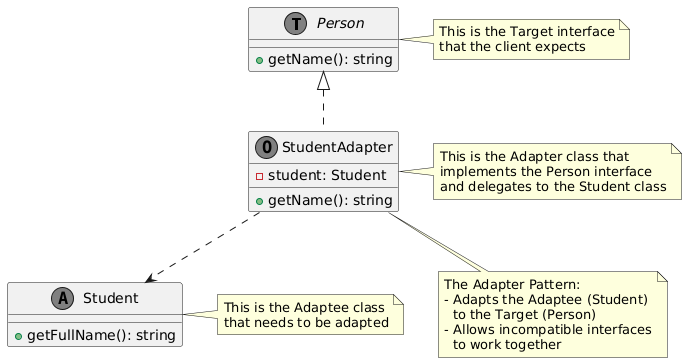 T Person
+ getName(): string
This is the Target interface
that the client expects
O StudentAdapter
student: Student
+ getName(): string
This is the Adapter class that
implements the Person interface
and delegates to the Student class
A Student
getFullName(): string
This is the Adaptee class
that needs to be adapted
The Adapter Pattern:
- Adapts the Adaptee (Student)
to the Target (Person)
- Allows incompatible interfaces
to work together